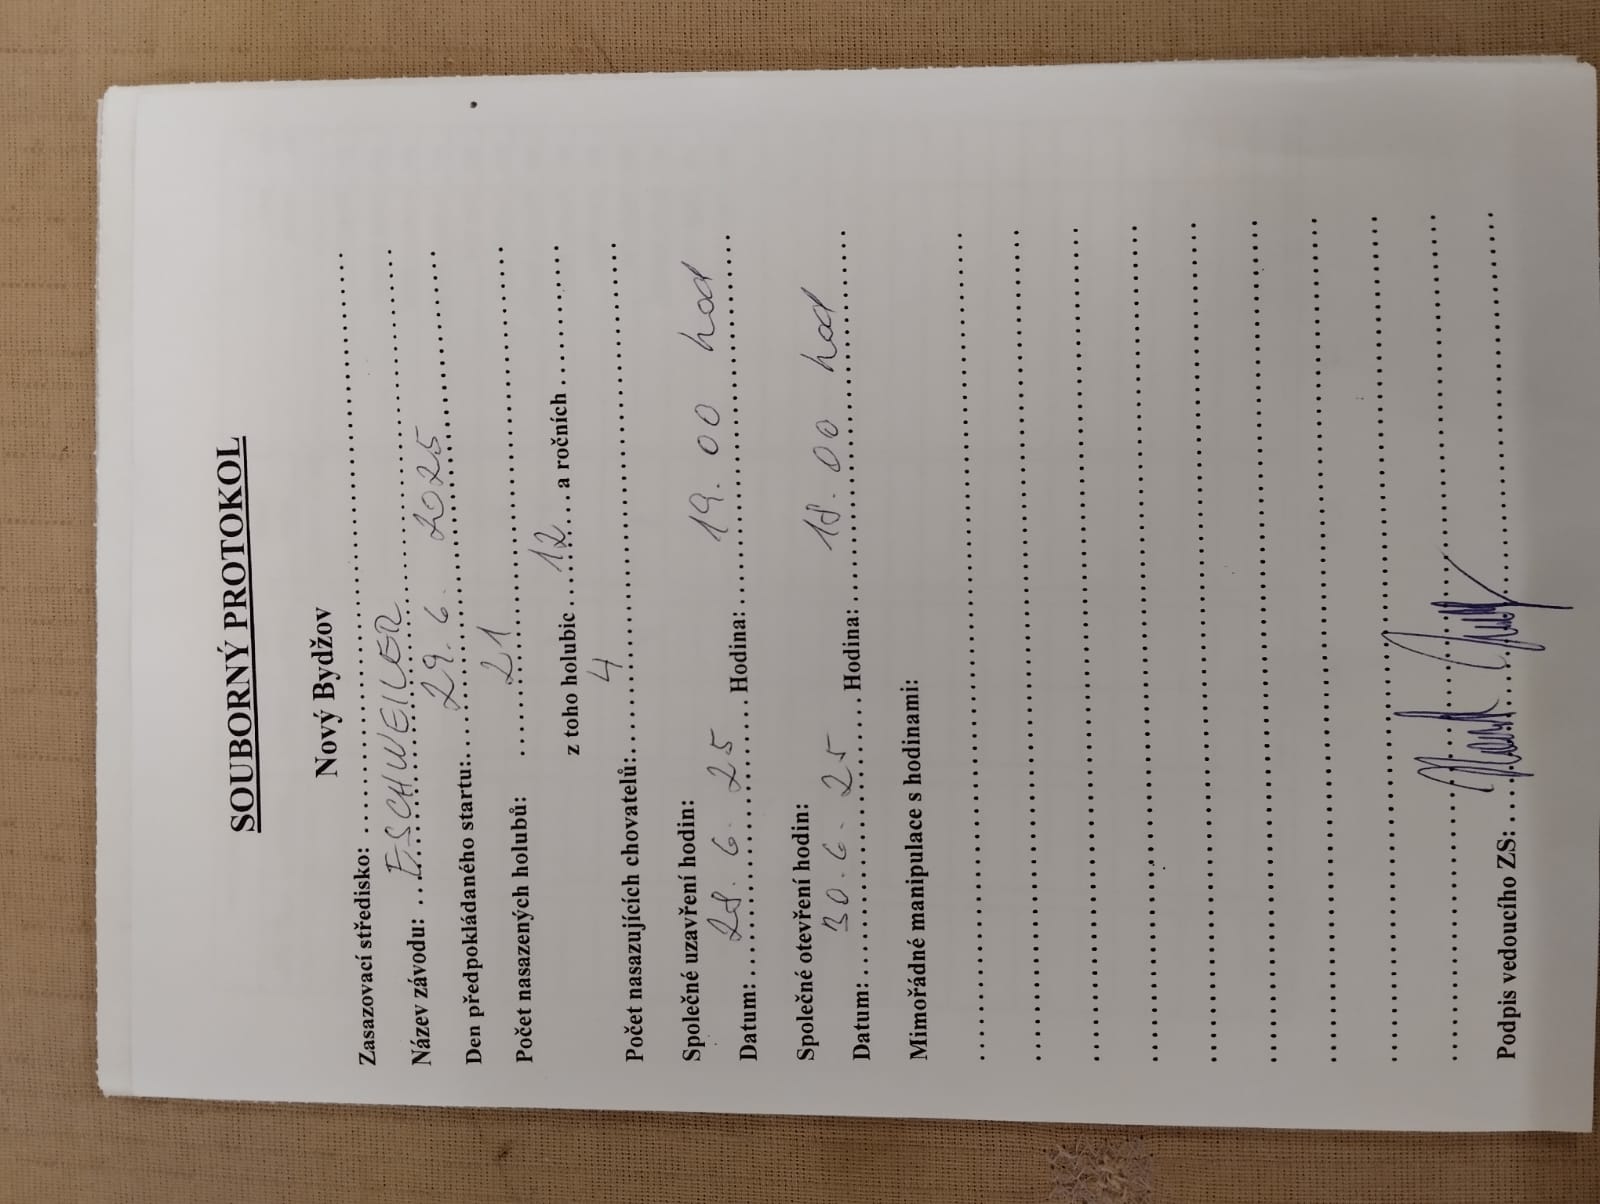 SOUBORNÝ PROTOKOL
Nový Bydžov
Zasazovací středisko: ........................................
Název závodu: ... ESCHWEILER ........................................
Den předpokládaného startu: ... 29. 6. 2025 ...............
Počet nasazených holubů: ....... 21 ........................................
z toho holubic ..... 12 ... a ročních ...............
Počet nasazujících chovatelů: ..... 4 ........................................
Společné uzavření hodin:
Datum: 28. 6. 25 Hodina: 19.00 hod
Společné otevření hodin:
Datum: 30. 6. 25 Hodina: 18.00 hod
Mimořádné manipulace s hodinami:
Podpis vedoucího ZS: